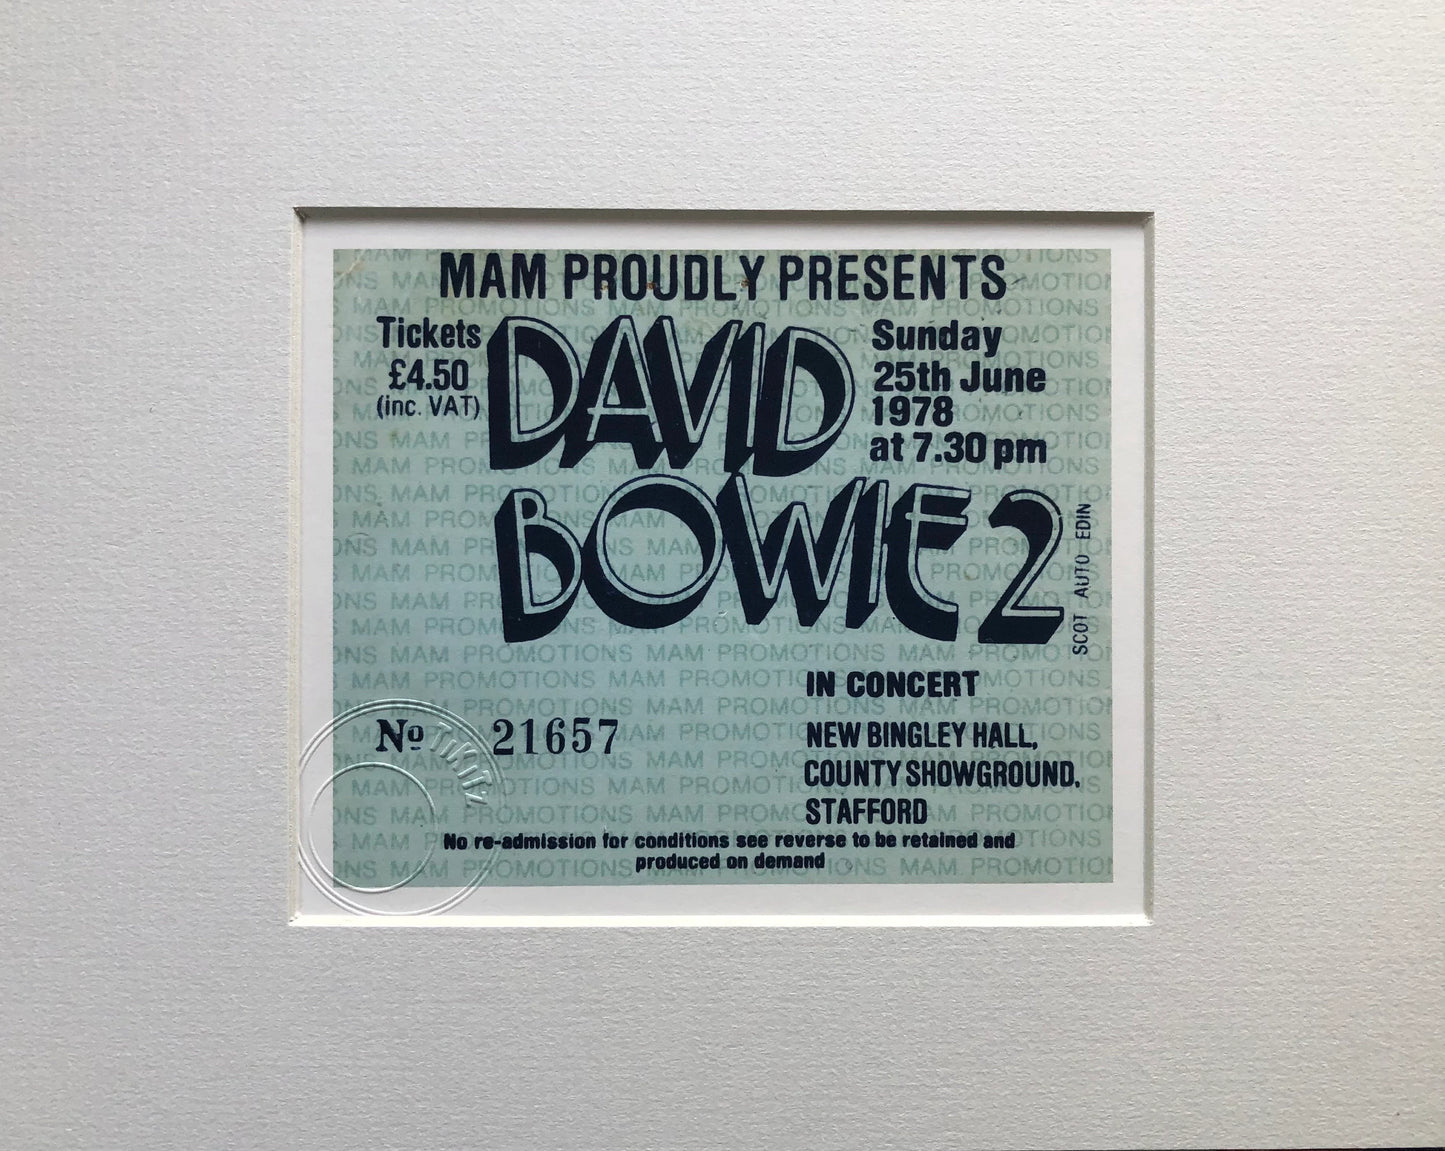 MAM PROUDLY PRESENTS
Tickets
£4.50
(inc. VAT)
DAVID
BOWIE 2
Sunday
25th June
1978
at 7.30 pm
SCOT AUTO EDIN
IN CONCERT
NEW BINGLEY HALL,
COUNTY SHOWGROUND,
STAFFORD
No 21657
No re-admission for conditions see reverse to be retained and
produced on demand
MAM PROMOTIONS